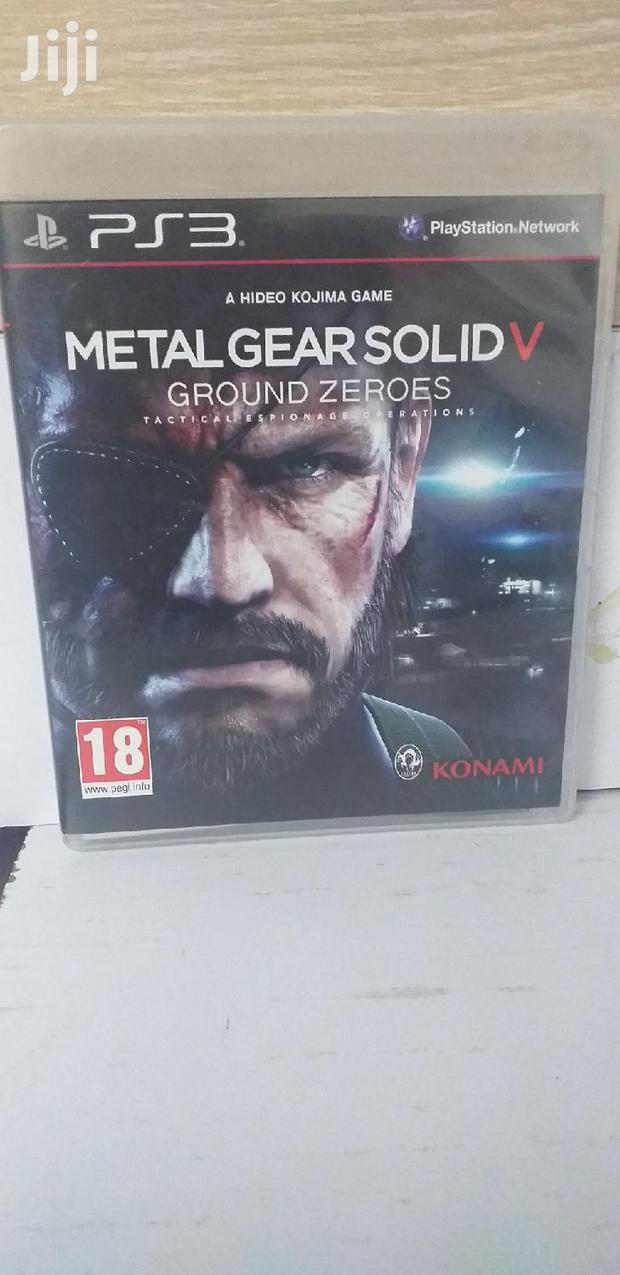 Jiji
PS3
PlayStation®Network
A HIDEO KOJIMA GAME
METAL GEAR SOLID V
GROUND ZEROES
TACTICAL ESPIONAGE OPERATIONS
18
www.pegi.info
KONAMI